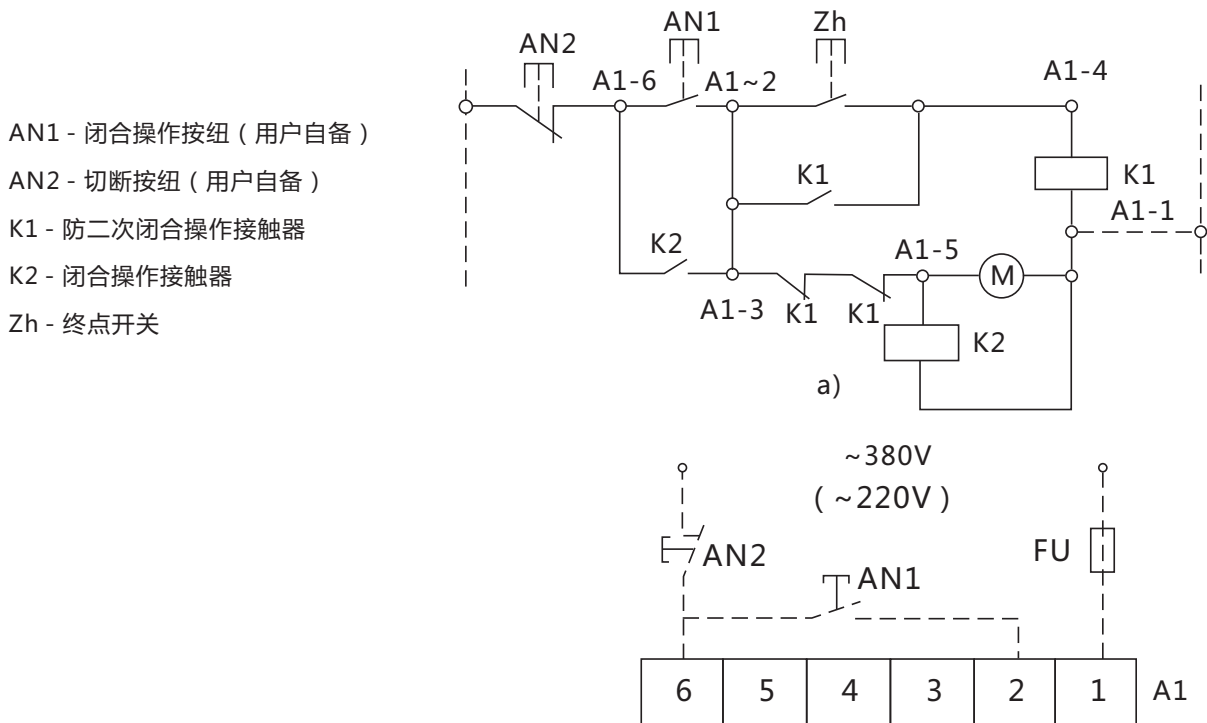 AN1 - 闭合操作按纽（用户自备）
AN2 - 切断按纽（用户自备）
K1 - 防二次闭合操作接触器
K2 - 闭合操作接触器
Zh - 终点开关
AN2
AN1
Zh
A1-6
A1~2
A1-4
K1
K1
A1-1
K2
A1-5
M
A1-3
K1
K1
K2
a)
~380V
（~220V）
AN2
FU
AN1
6 5 4 3 2 1 A1